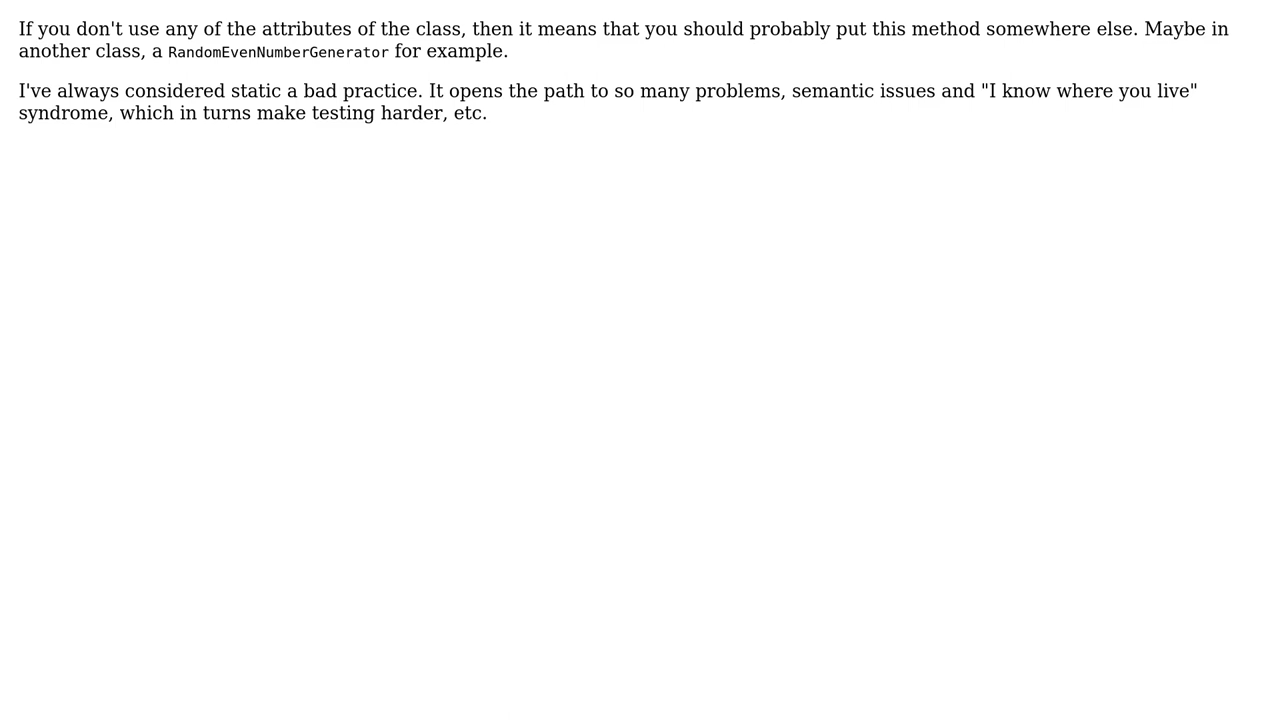 If you don't use any of the attributes of the class, then it means that you should probably put this method somewhere else. Maybe in
another class, a RandomEvenNumberGenerator for example.
I've always considered static a bad practice. It opens the path to so many problems, semantic issues and "I know where you live"
syndrome, which in turns make testing harder, etc.